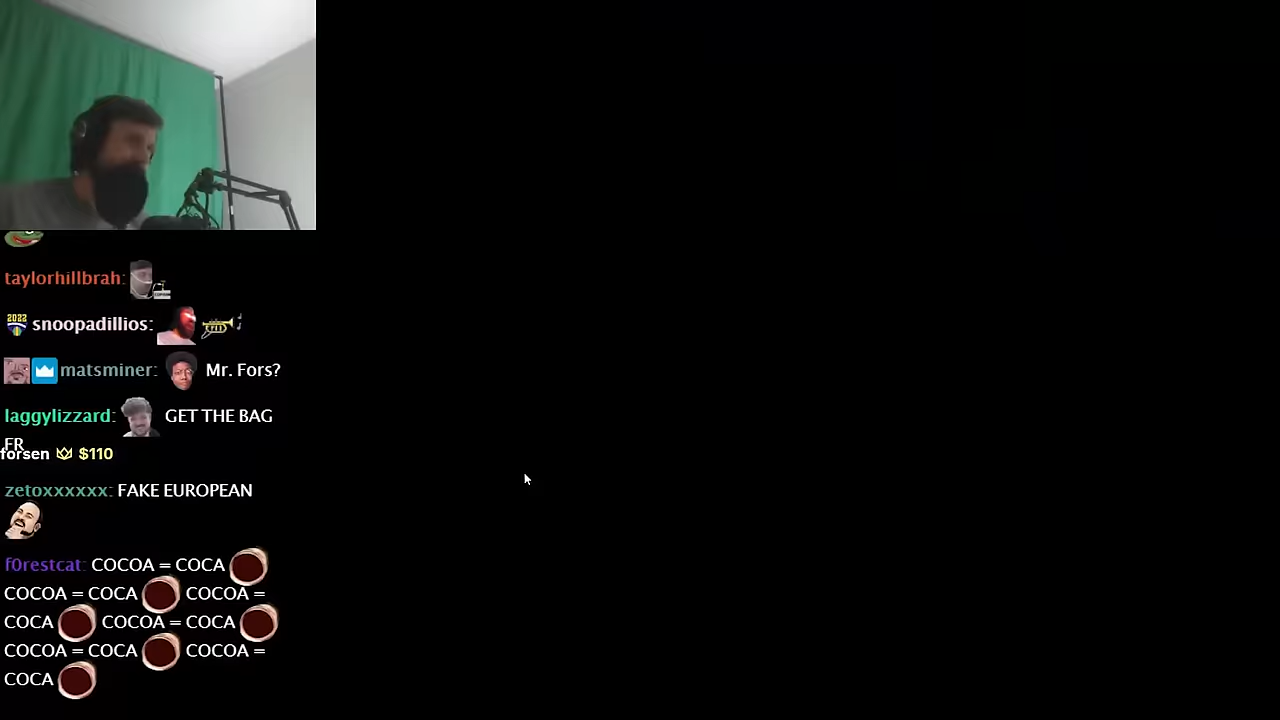 taylorhillbrah:
2022 snoopadillios:
matsminer: Mr. Fors?
laggylizzard: GET THE BAG
FR
forsen $110
zetoxxxxxx: FAKE EUROPEAN
f0restcat: COCOA = COCA
COCOA = COCA COCOA =
COCA COCOA = COCA
COCOA = COCA COCOA =
COCA